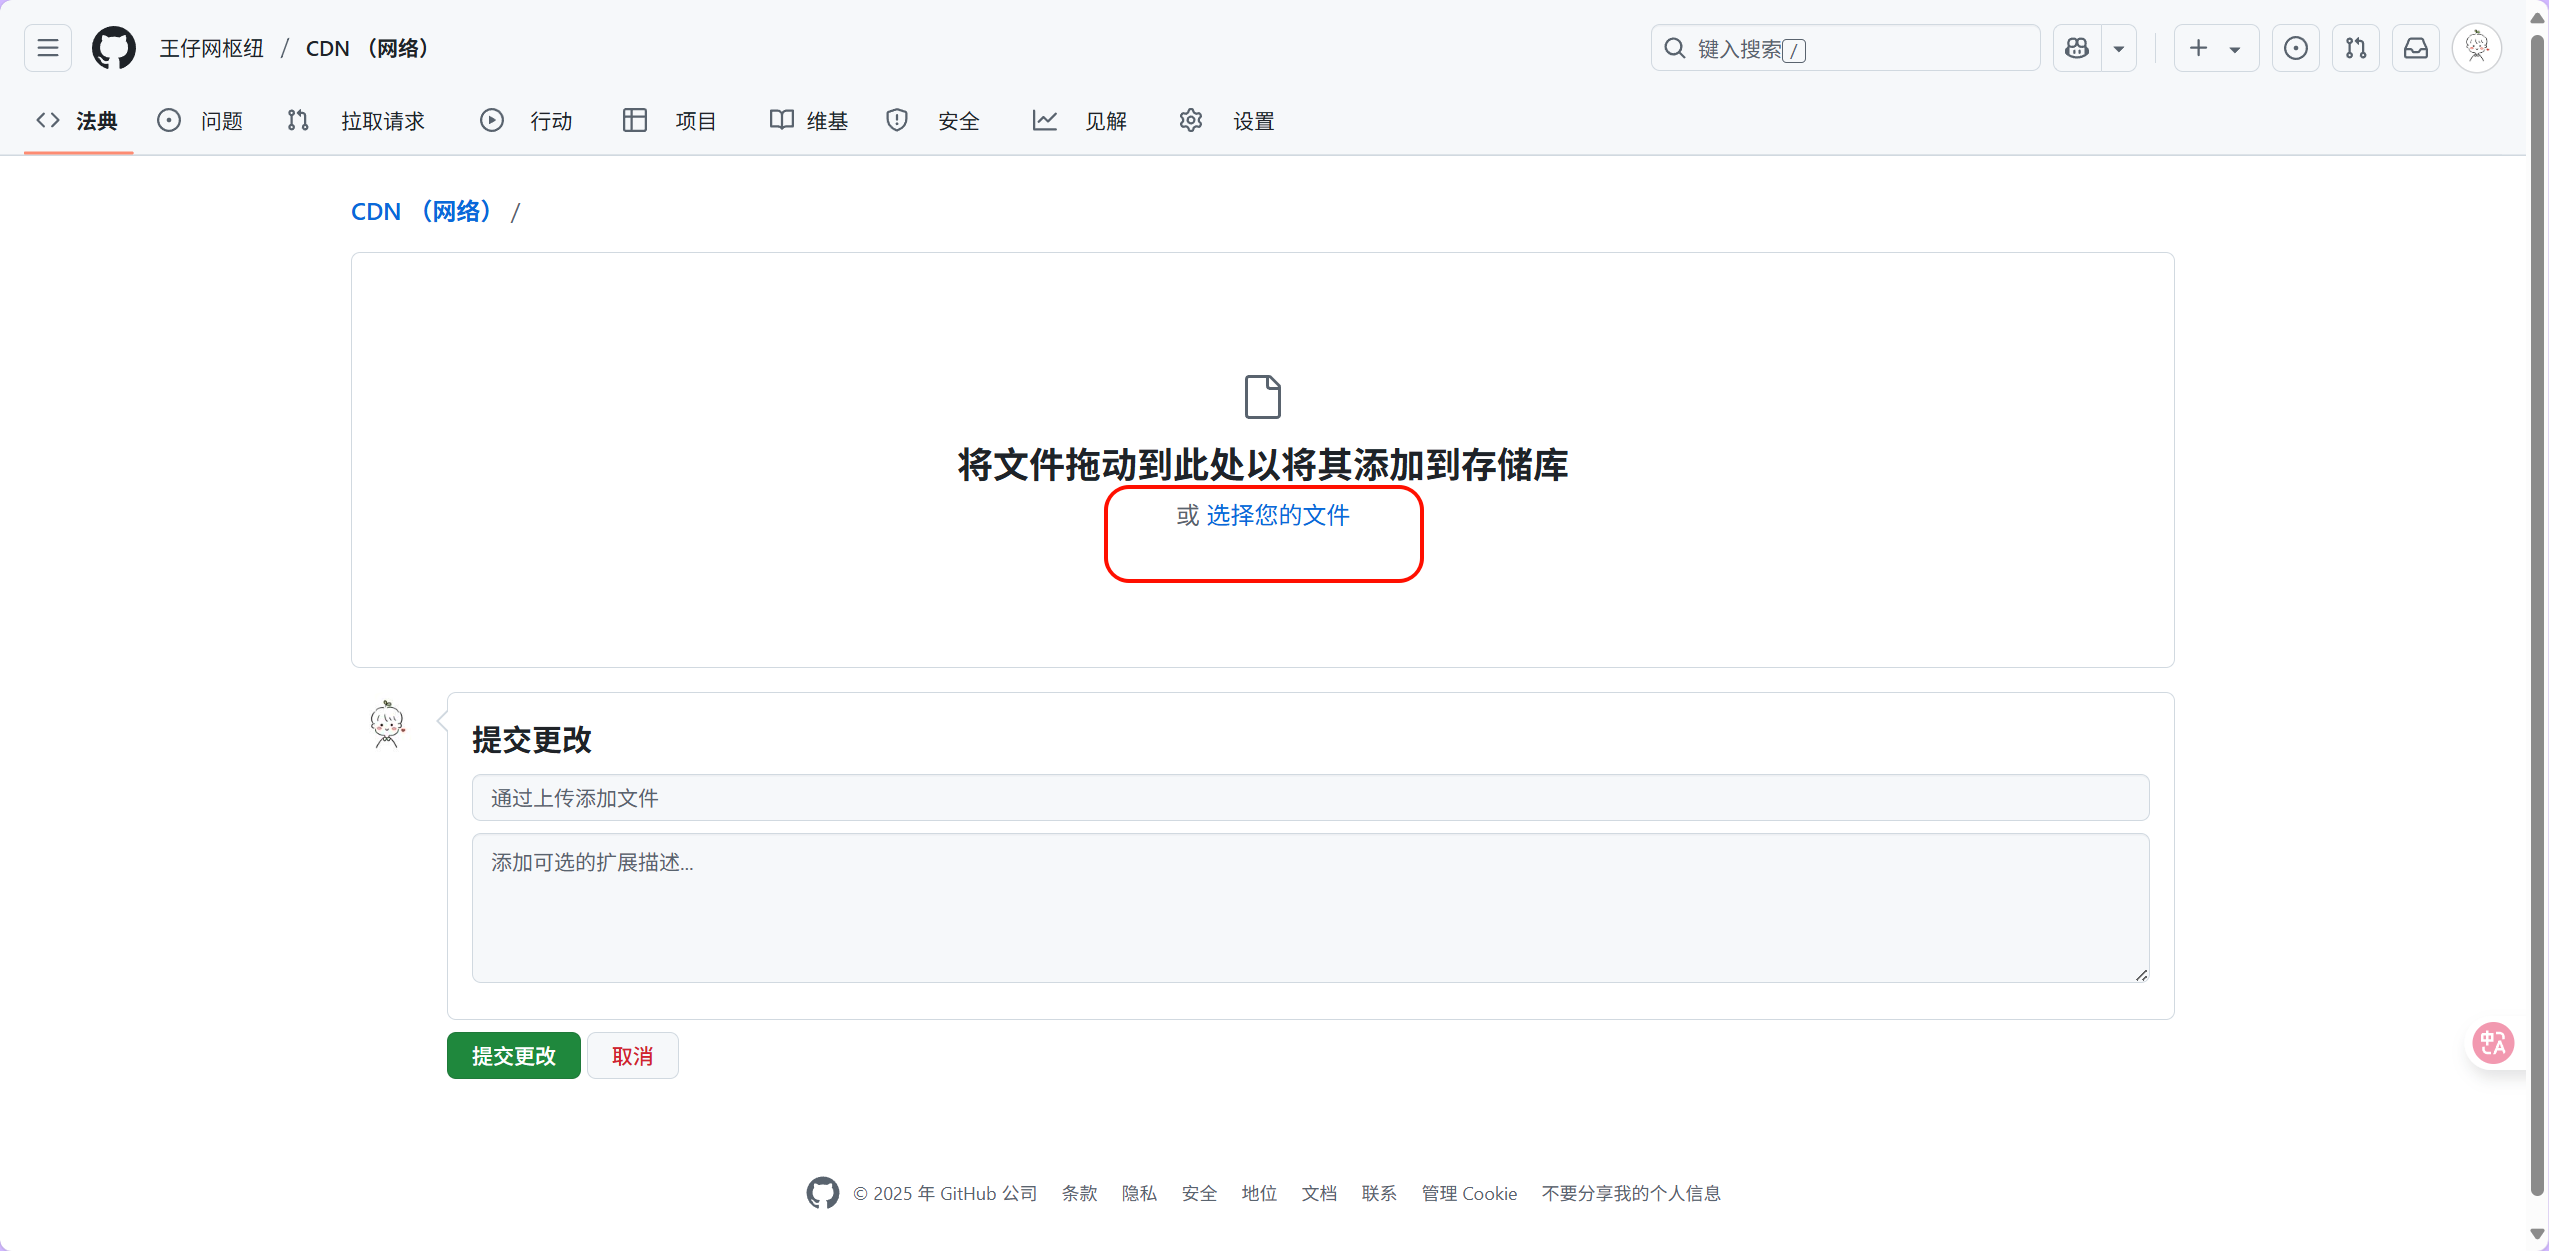 王仔网枢纽 / CDN （网络）
键入搜索 /
法典 问题 拉取请求 行动 项目 维基 安全 见解 设置
CDN （网络） /
将文件拖动到此处以将其添加到存储库
或 选择您的文件
提交更改
通过上传添加文件
添加可选的扩展描述...
提交更改 取消
中 A
© 2025 年 GitHub 公司 条款 隐私 安全 地位 文档 联系 管理 Cookie 不要分享我的个人信息